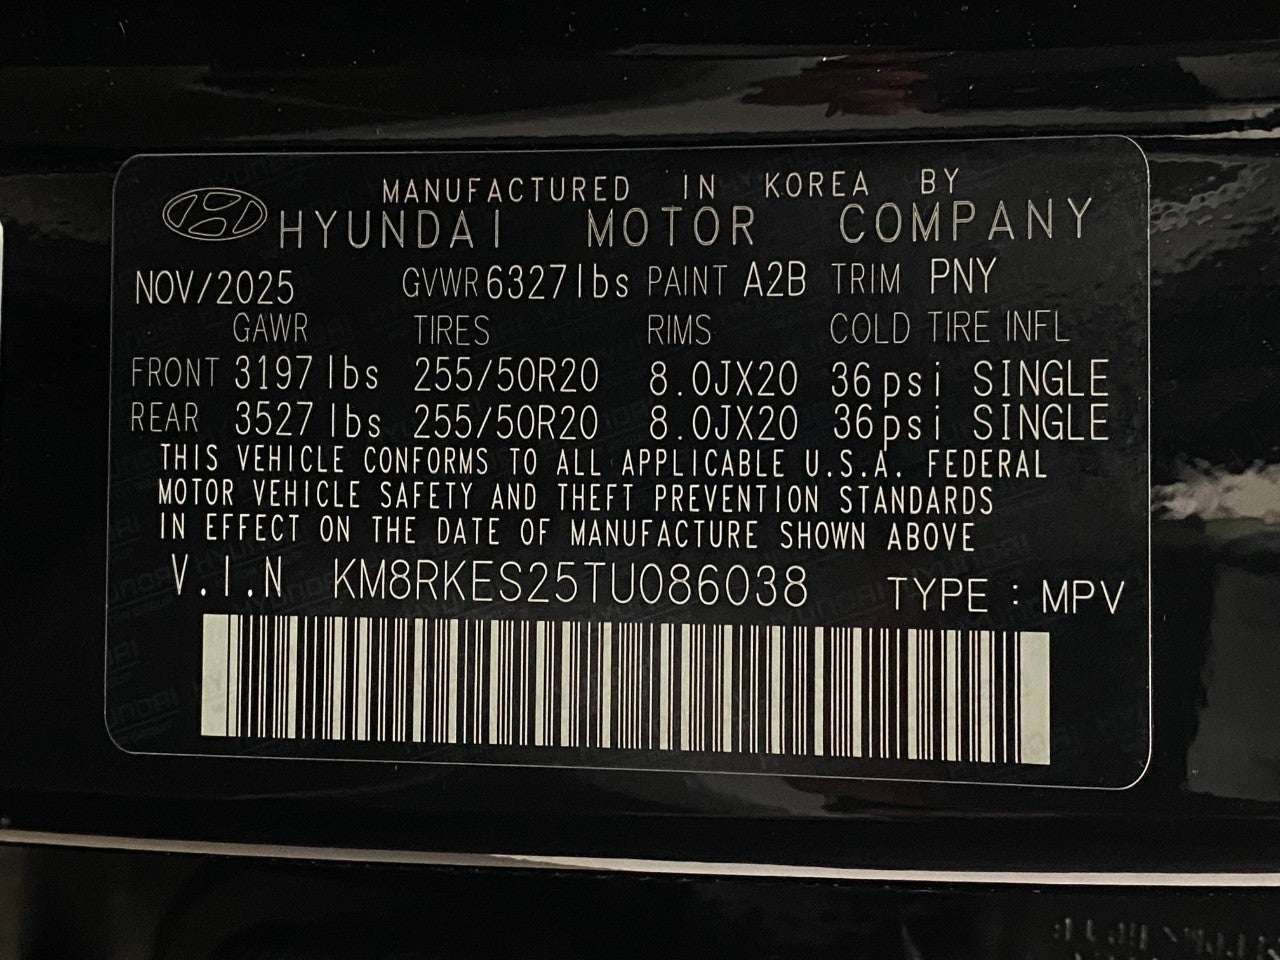 MANUFACTURED IN KOREA BY
HYUNDAI MOTOR COMPANY
NOV/2025 GVWR 6327lbs PAINT A2B TRIM PNY
GAWR TIRES RIMS COLD TIRE INFL
FRONT 3197 lbs 255/50R20 8.0JX20 36psi SINGLE
REAR 3527 lbs 255/50R20 8.0JX20 36psi SINGLE
THIS VEHICLE CONFORMS TO ALL APPLICABLE U.S.A. FEDERAL
MOTOR VEHICLE SAFETY AND THEFT PREVENTION STANDARDS
IN EFFECT ON THE DATE OF MANUFACTURE SHOWN ABOVE
V.I.N KM8RKES25TU086038 TYPE : MPV